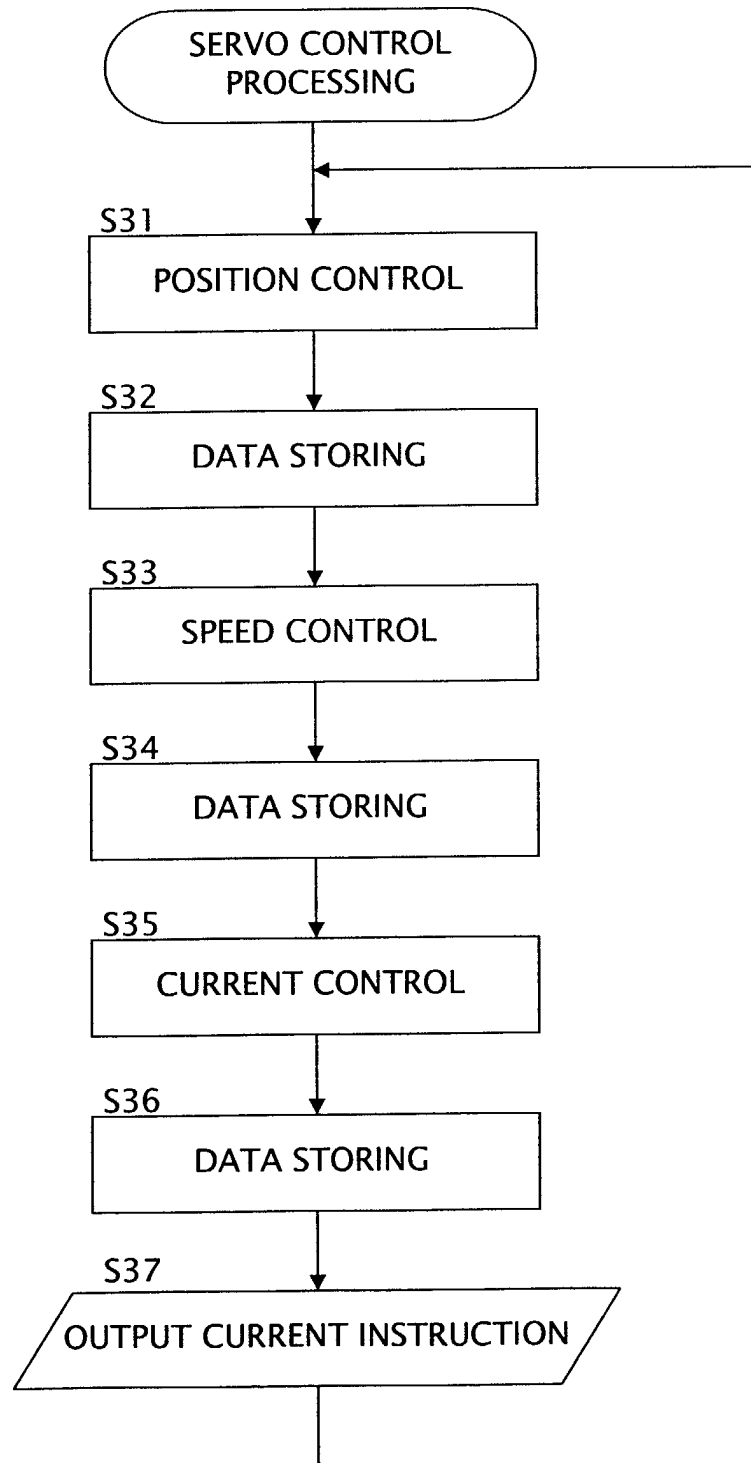 SERVO CONTROL
PROCESSING
S31
POSITION CONTROL
S32
DATA STORING
S33
SPEED CONTROL
S34
DATA STORING
S35
CURRENT CONTROL
S36
DATA STORING
S37
OUTPUT CURRENT INSTRUCTION